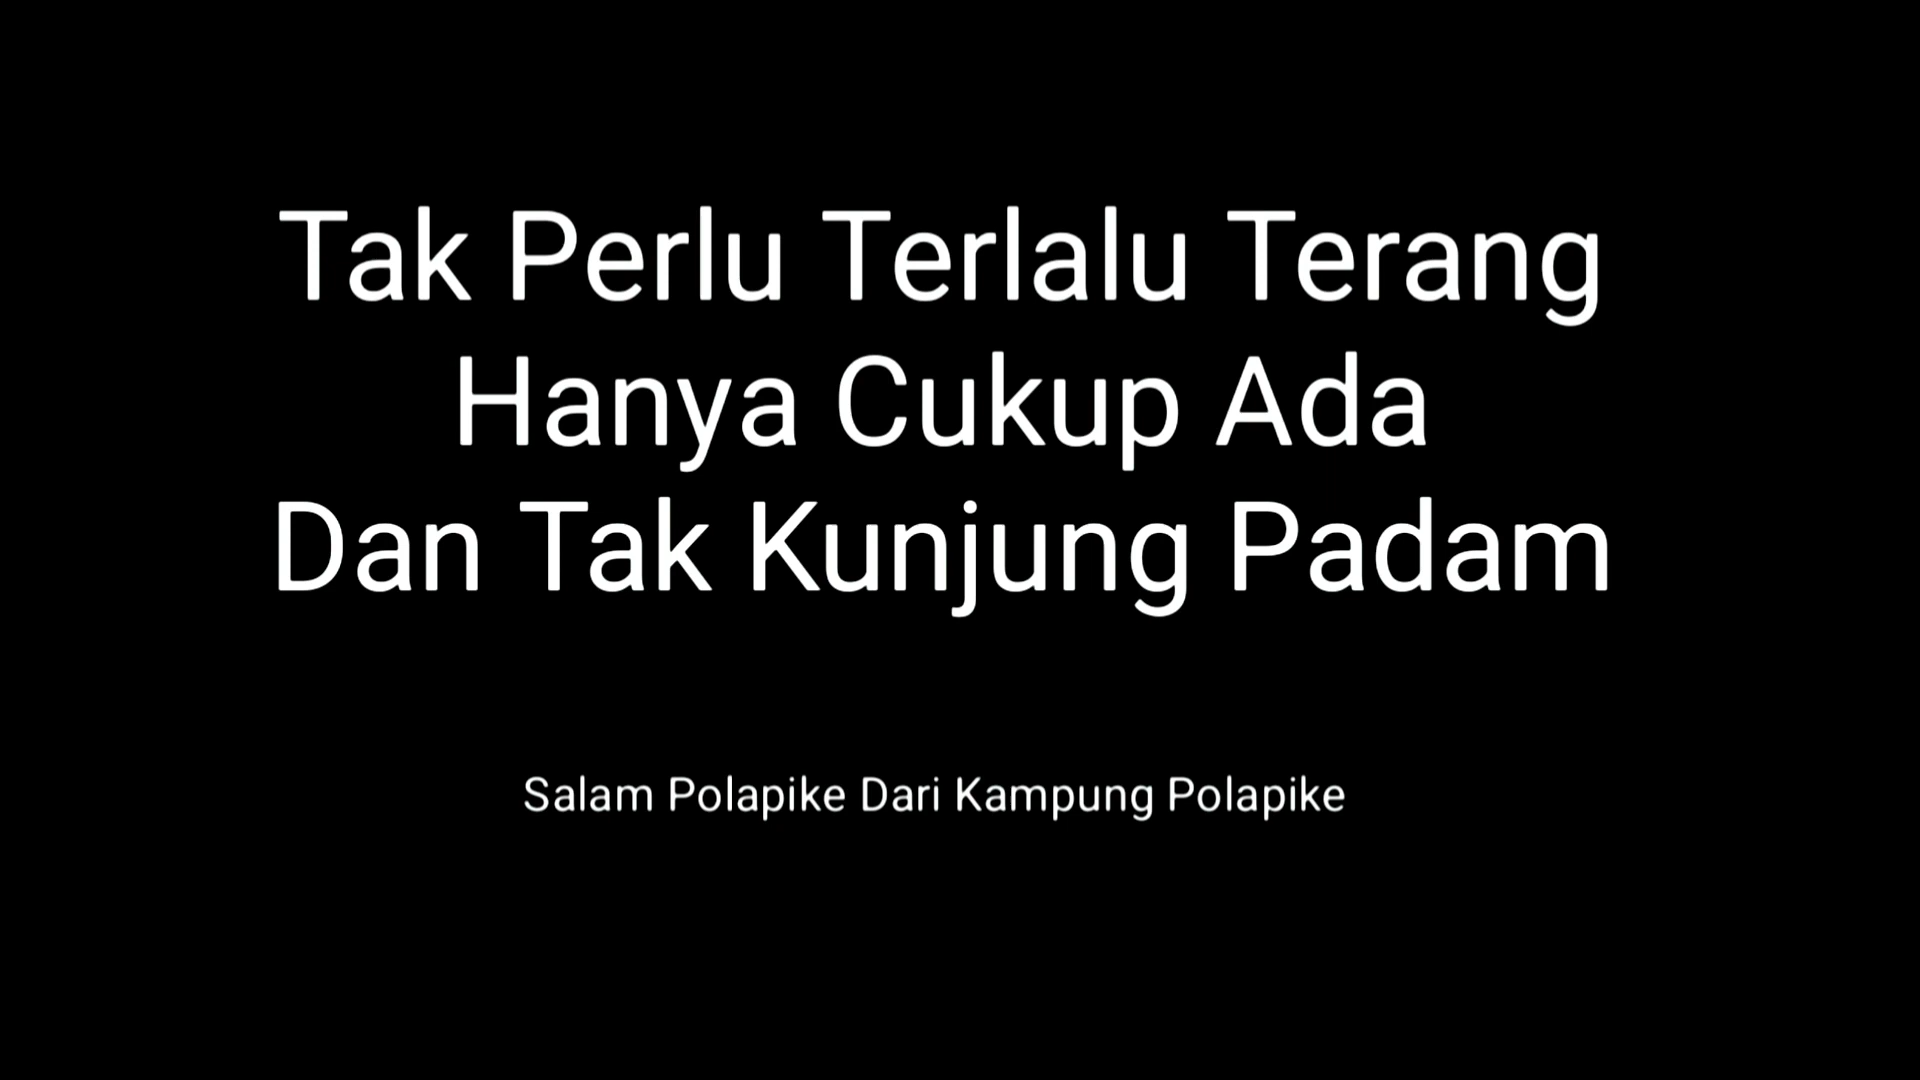 Tak Perlu Terlalu Terang
Hanya Cukup Ada
Dan Tak Kunjung Padam
Salam Polapike Dari Kampung Polapike